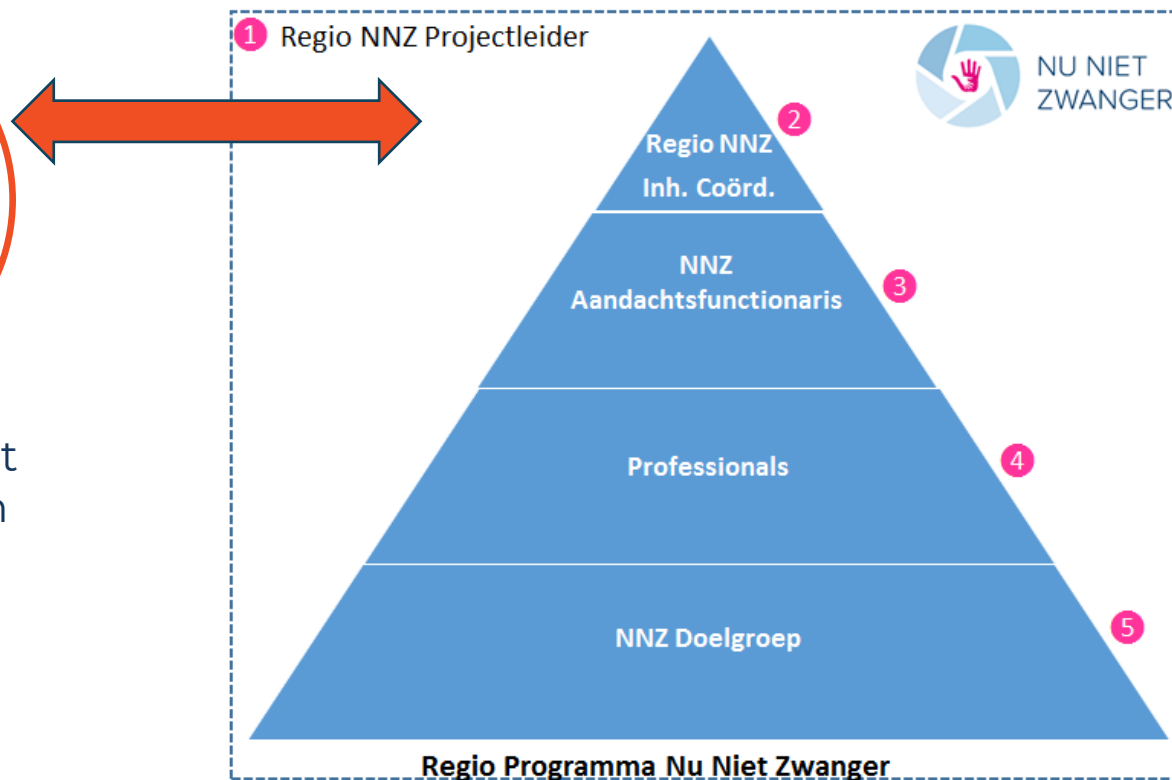 1 Regio NNZ Projectleider
NU NIET
ZWANGER
2
Regio NNZ
Inh. Coörd.
NNZ
Aandachtsfunctionaris
3
Professionals
4
NNZ Doelgroep
5
Regio Programma Nu Niet Zwanger